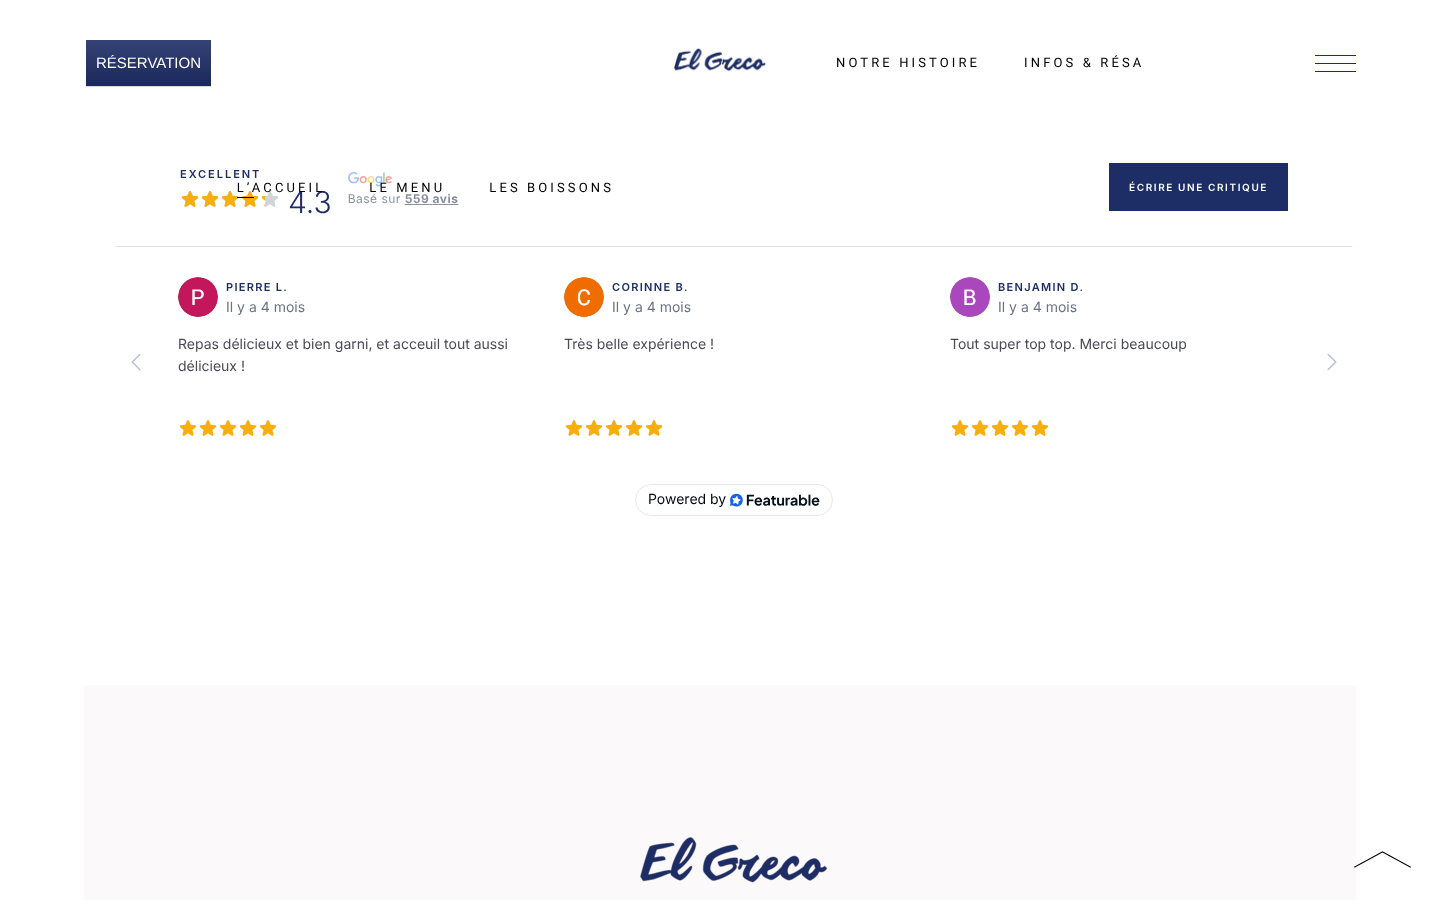 RÉSERVATION
El Greco
NOTRE HISTOIRE
INFOS & RÉSA
EXCELLENT
4.3
Google
Basé sur 559 avis
L'ACCUEIL
LE MENU
LES BOISSONS
ÉCRIRE UNE CRITIQUE
P
PIERRE L.
Il y a 4 mois
Repas délicieux et bien garni, et acceuil tout aussi
délicieux !
C
CORINNE B.
Il y a 4 mois
Très belle expérience !
B
BENJAMIN D.
Il y a 4 mois
Tout super top top. Merci beaucoup
Powered by Featurable
El Greco